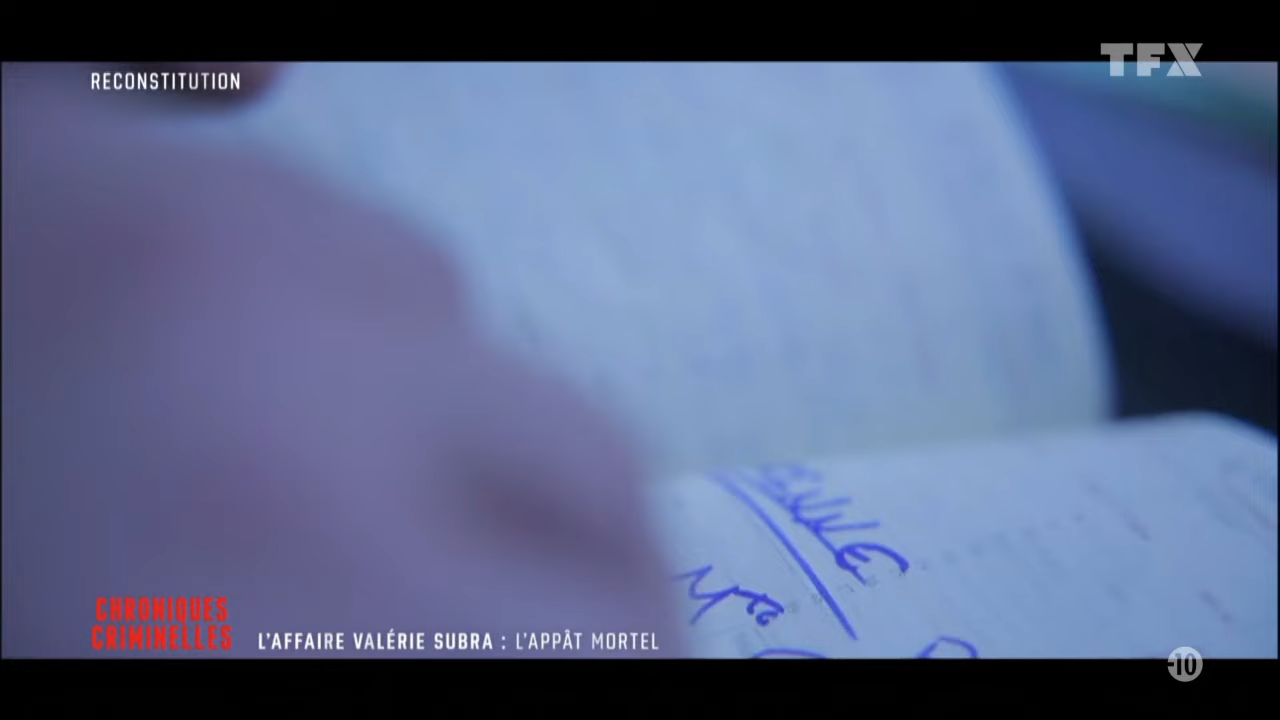 TFX
RECONSTITUTION
CHRONIQUES
CRIMINELLES
L'AFFAIRE VALÉRIE SUBRA : L'APPÂT MORTEL
-10